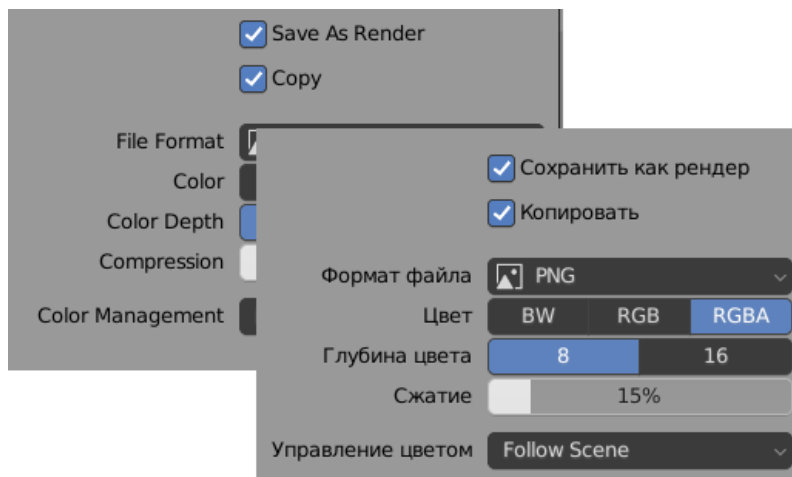 Save As Render
Copy
File Format
Color
Color Depth
Compression
Color Management
Сохранить как рендер
Копировать
Формат файла PNG
Цвет BW RGB RGBA
Глубина цвета 8 16
Сжатие 15%
Управление цветом Follow Scene